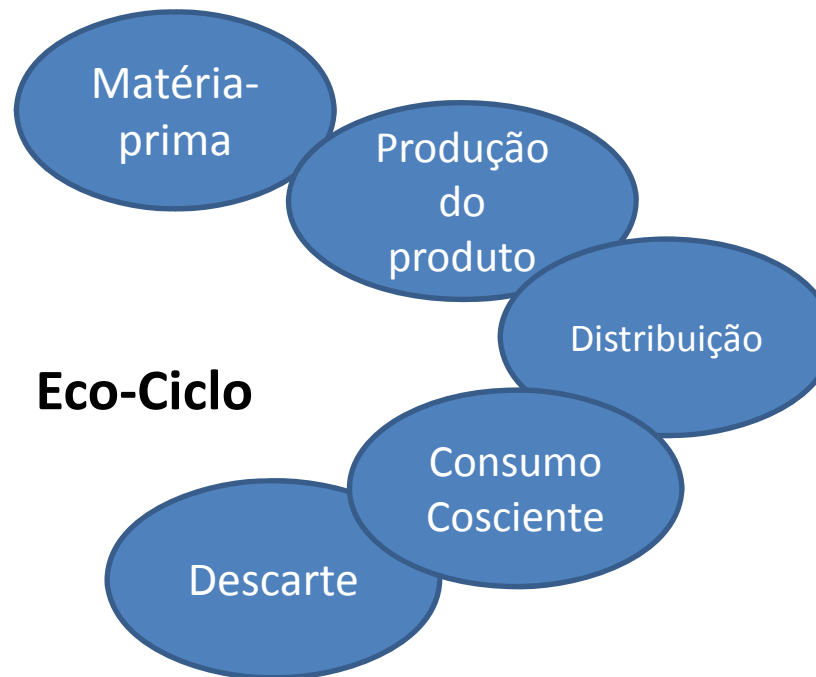 Matéria-
prima
Produção
do
produto
Distribuição
Eco-Ciclo
Consumo
Cosciente
Descarte